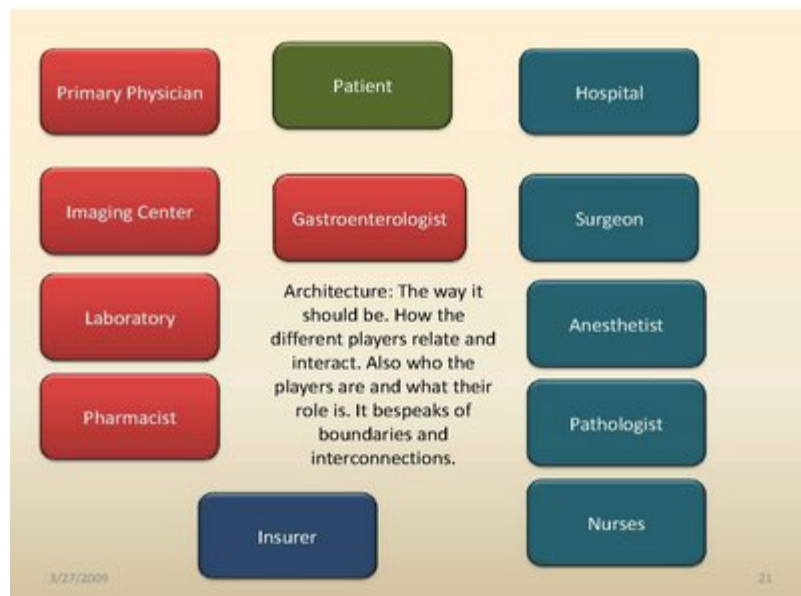 Primary Physician
Patient
Hospital
Imaging Center
Gastroenterologist
Surgeon
Laboratory
Architecture: The way it
should be. How the
different players relate and
interact. Also who the
players are and what their
role is. It bespeaks of
boundaries and
interconnections.
Anesthetist
Pharmacist
Pathologist
Insurer
Nurses
3/27/2009
21